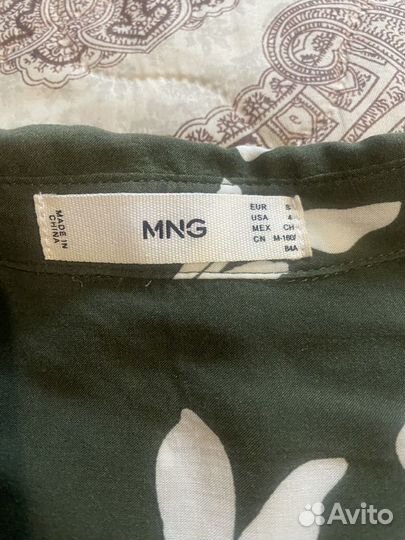 MADE IN
CHINA
MNG
EUR S
USA 4
MEX CH
CN M-160/
84A
Avito